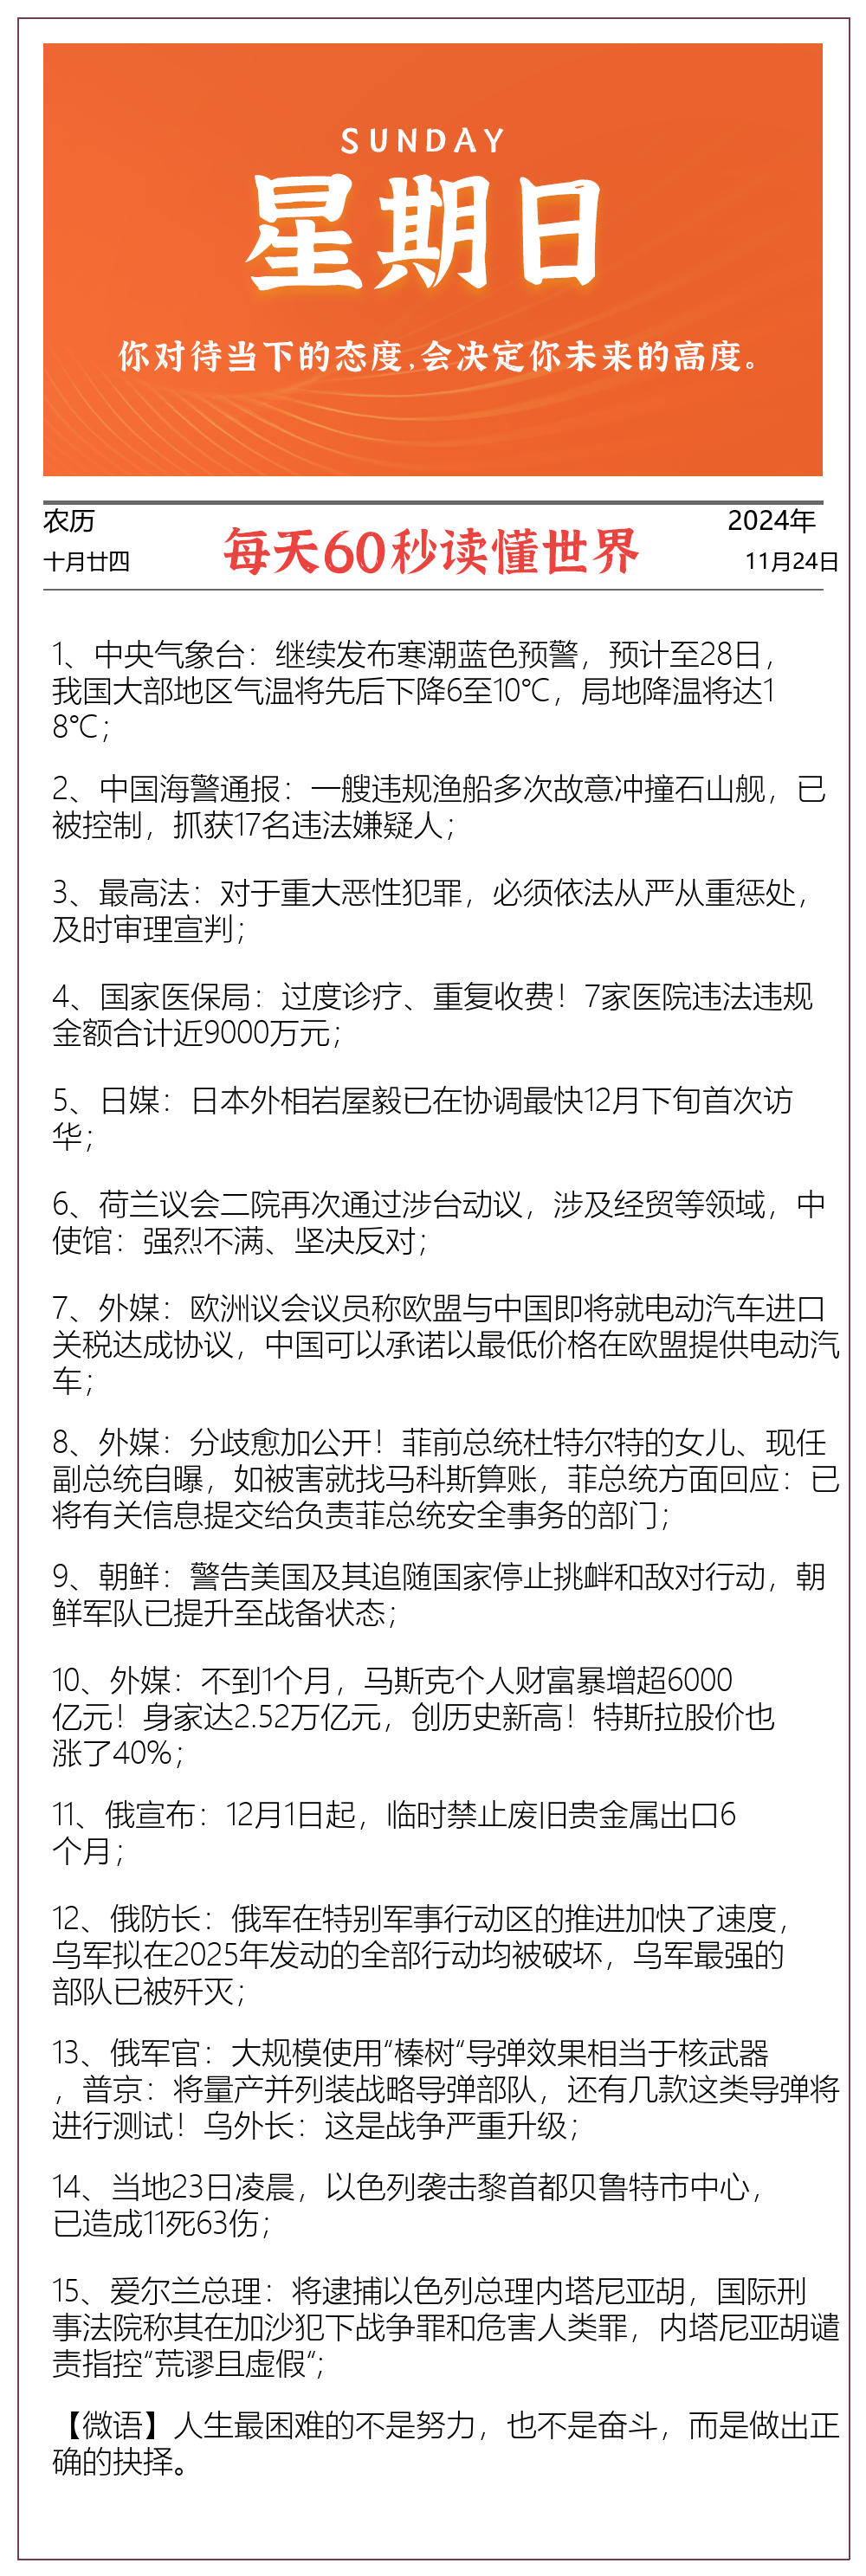 SUNDAY
星期日
你对待当下的态度,会决定你未来的高度。
农历
十月廿四
每天60秒读懂世界
2024年
11月24日
1、中央气象台：继续发布寒潮蓝色预警，预计至28日，
我国大部地区气温将先后下降6至10℃，局地降温将达1
8℃；
2、中国海警通报：一艘违规渔船多次故意冲撞石山舰，已
被控制，抓获17名违法嫌疑人；
3、最高法：对于重大恶性犯罪，必须依法从严从重惩处，
及时审理宣判；
4、国家医保局：过度诊疗、重复收费！7家医院违法违规
金额合计近9000万元；
5、日媒：日本外相岩屋毅已在协调最快12月下旬首次访
华；
6、荷兰议会二院再次通过涉台动议，涉及经贸等领域，中
使馆：强烈不满、坚决反对；
7、外媒：欧洲议会议员称欧盟与中国即将就电动汽车进口
关税达成协议，中国可以承诺以最低价格在欧盟提供电动汽
车；
8、外媒：分歧愈加公开！菲前总统杜特尔特的女儿、现任
副总统自曝，如被害就找马科斯算账，菲总统方面回应：已
将有关信息提交给负责菲总统安全事务的部门；
9、朝鲜：警告美国及其追随国家停止挑衅和敌对行动，朝
鲜军队已提升至战备状态；
10、外媒：不到1个月，马斯克个人财富暴增超6000
亿元！身家达2.52万亿元，创历史新高！特斯拉股价也
涨了40%；
11、俄宣布：12月1日起，临时禁止废旧贵金属出口6
个月；
12、俄防长：俄军在特别军事行动区的推进加快了速度，
乌军拟在2025年发动的全部行动均被破坏，乌军最强的
部队已被歼灭；
13、俄军官：大规模使用“榛树“导弹效果相当于核武器
，普京：将量产并列装战略导弹部队，还有几款这类导弹将
进行测试！乌外长：这是战争严重升级；
14、当地23日凌晨，以色列袭击黎首都贝鲁特市中心，
已造成11死63伤；
15、爱尔兰总理：将逮捕以色列总理内塔尼亚胡，国际刑
事法院称其在加沙犯下战争罪和危害人类罪，内塔尼亚胡谴
责指控“荒谬且虚假“；
【微语】人生最困难的不是努力，也不是奋斗，而是做出正
确的抉择。